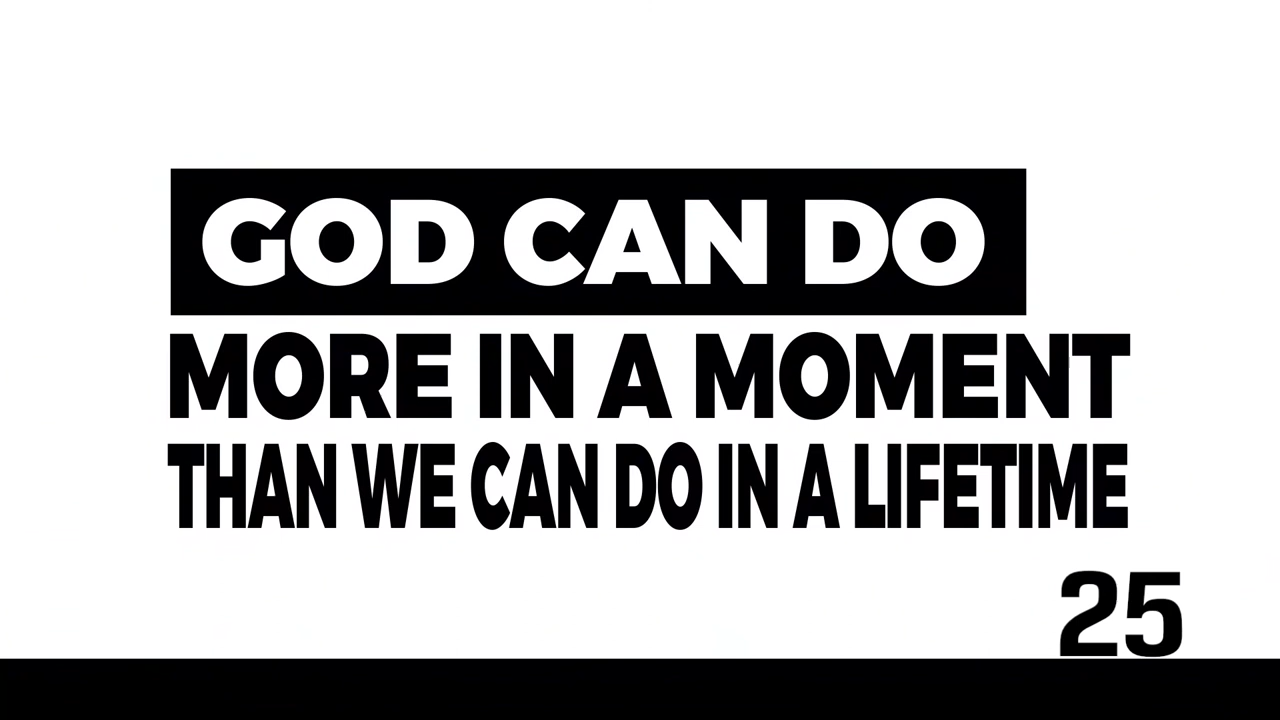 GOD CAN DO
MORE IN A MOMENT
THAN WE CAN DO IN A LIFETIME
25